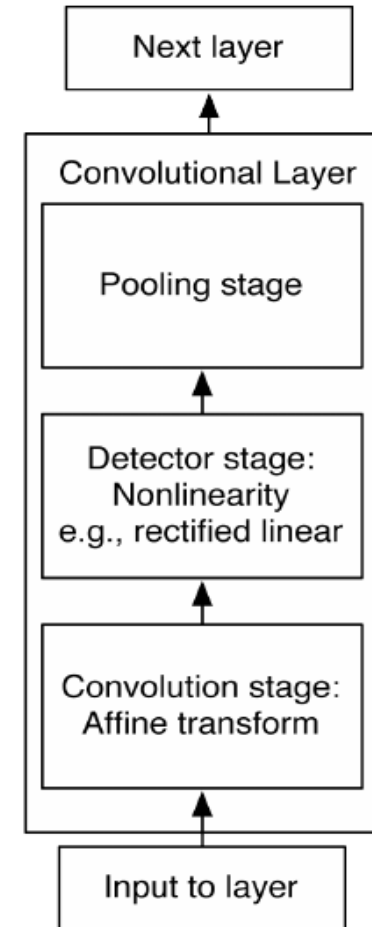 Next layer
Convolutional Layer
Pooling stage
Detector stage:
Nonlinearity
e.g., rectified linear
Convolution stage:
Affine transform
Input to layer